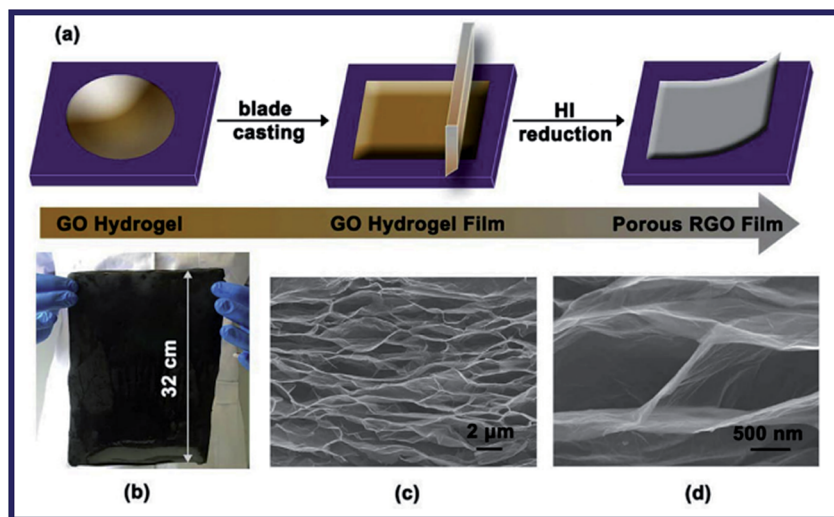 (a)
blade
casting
HI
reduction
GO Hydrogel
GO Hydrogel Film
Porous RGO Film
32 cm
2 μm
500 nm
(b)
(c)
(d)